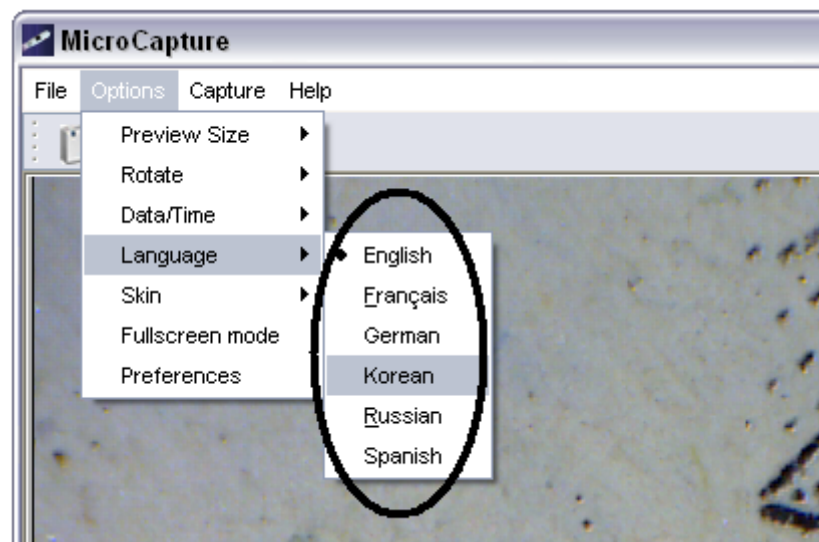 MicroCapture
File Options Capture Help
Preview Size
Rotate
Data/Time
Language
Skin
Fullscreen mode
Preferences
English
Français
German
Korean
Russian
Spanish